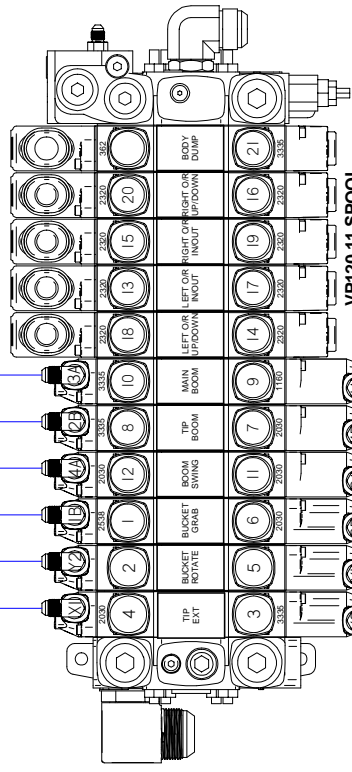 362 BODY DUMP 21 3335
2320 20 RIGHT O/R UP/DOWN 16 2320
2320 15 RIGHT O/R IN/OUT 19 2320
2320 13 LEFT O/R IN/OUT 17 2320
2320 18 LEFT O/R UP/DOWN 14 2320
3A 3335 10 MAIN BOOM 9 1160
2B 3335 8 TIP BOOM 7 2030
4A 2030 12 BOOM SWING 11 2030
1B 2538 1 BUCKET GRAB 6 2030
Y2 2 BUCKET ROTATE 5
X1 2030 4 TIP EXT 3 3335
VP120 11 SPOOL